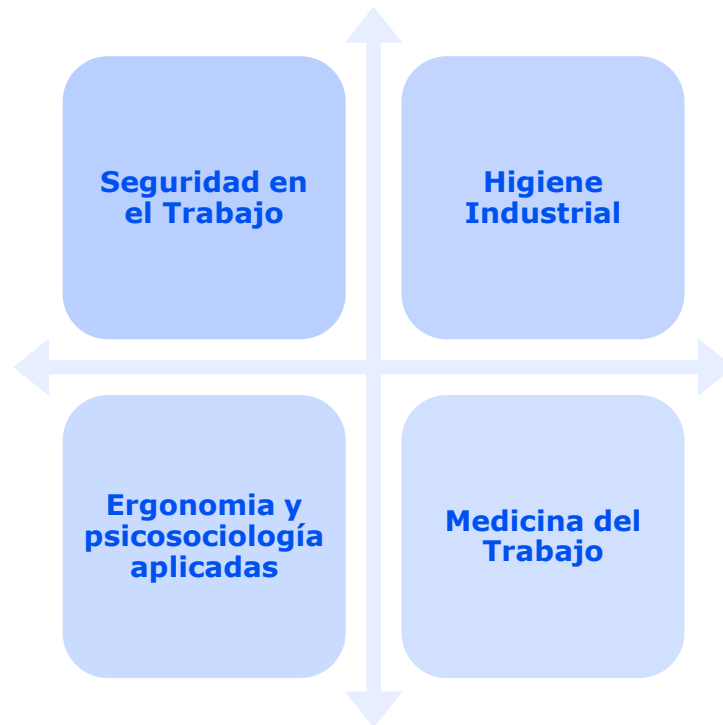 Seguridad en
el Trabajo
Higiene
Industrial
Ergonomia y
psicosociología
aplicadas
Medicina del
Trabajo